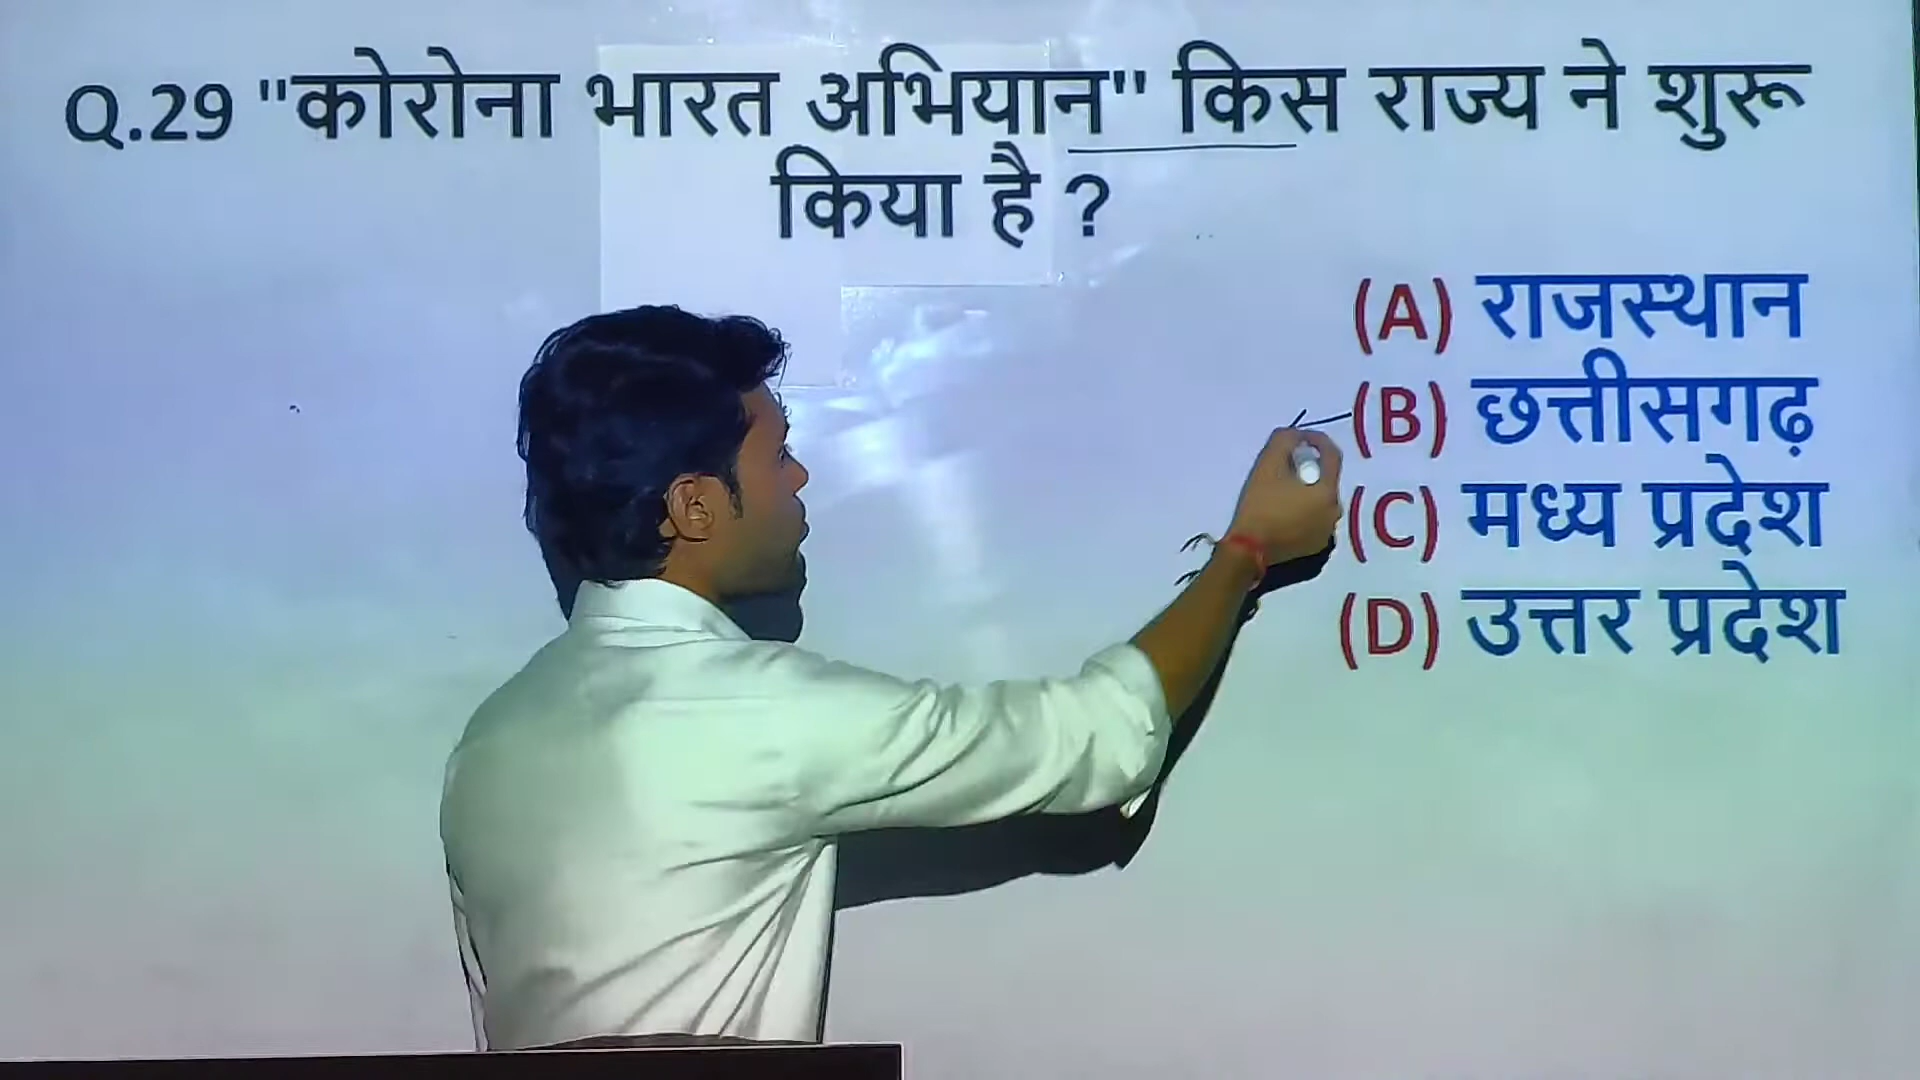 Q.29 "कोरोना भारत अभियान" किस राज्य ने शुरू
किया है ?
(A) राजस्थान
(B) छत्तीसगढ़
(C) मध्य प्रदेश
(D) उत्तर प्रदेश